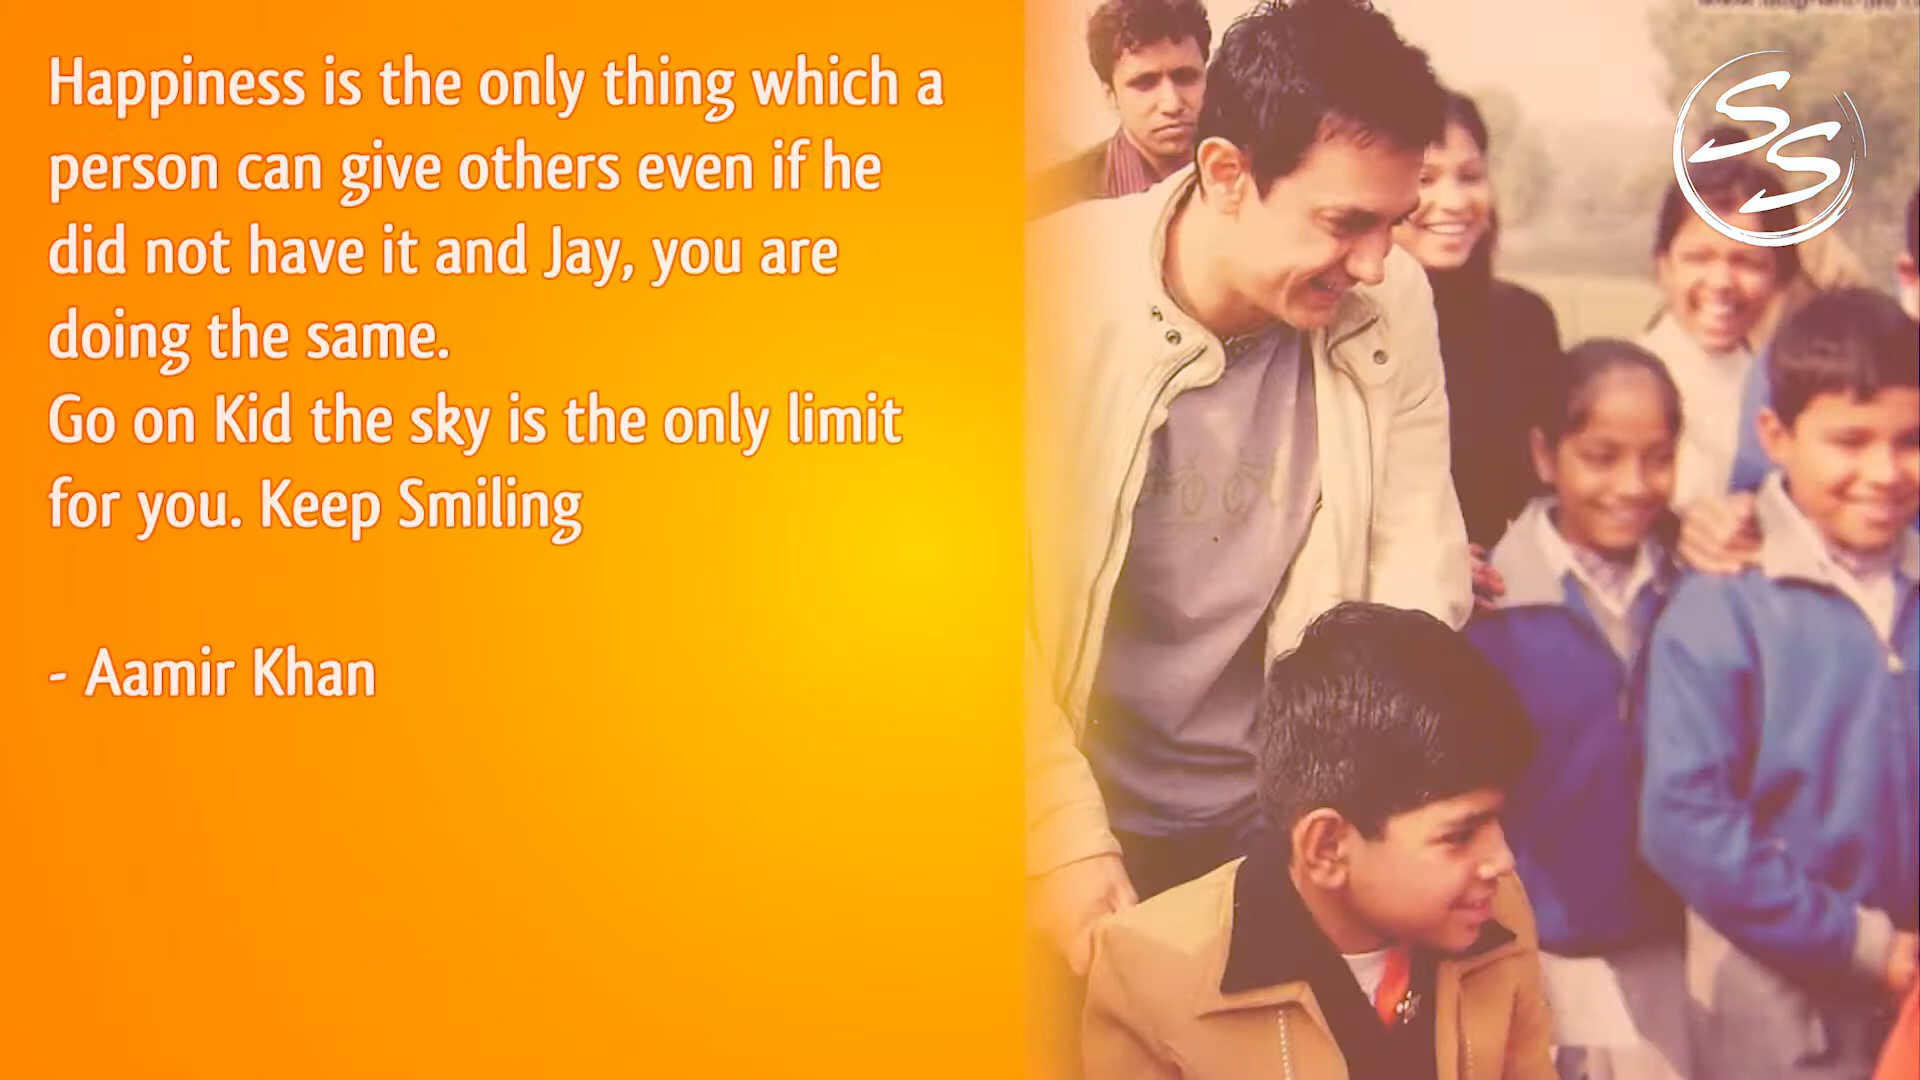 Happiness is the only thing which a
person can give others even if he
did not have it and Jay, you are
doing the same.
Go on Kid the sky is the only limit
for you. Keep Smiling
- Aamir Khan
SS